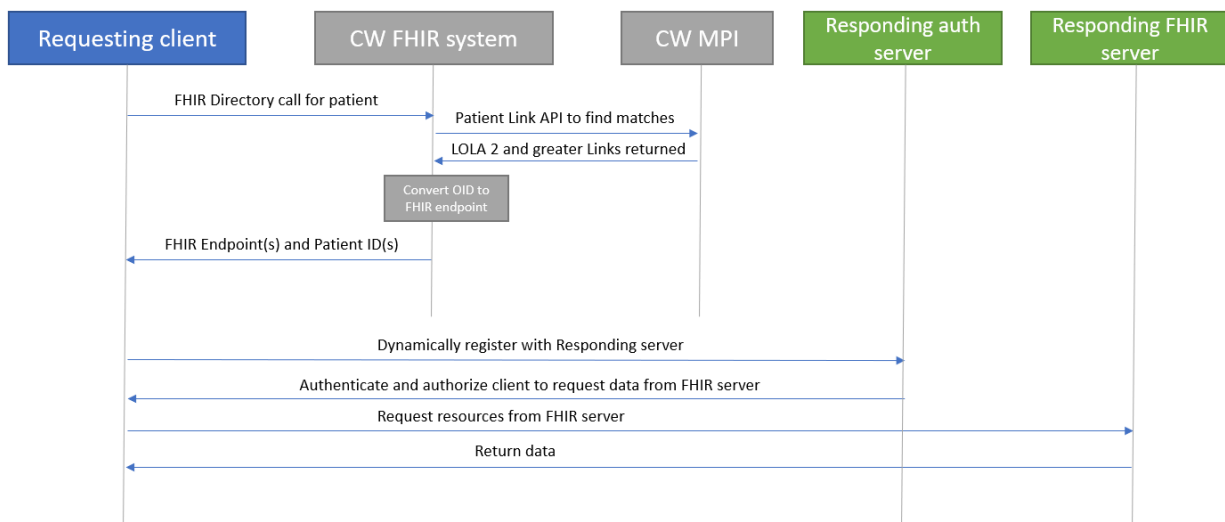 Requesting client
CW FHIR system
CW MPI
Responding auth
server
Responding FHIR
server
FHIR Directory call for patient
Patient Link API to find matches
LOLA 2 and greater Links returned
Convert OID to
FHIR endpoint
FHIR Endpoint(s) and Patient ID(s)
Dynamically register with Responding server
Authenticate and authorize client to request data from FHIR server
Request resources from FHIR server
Return data